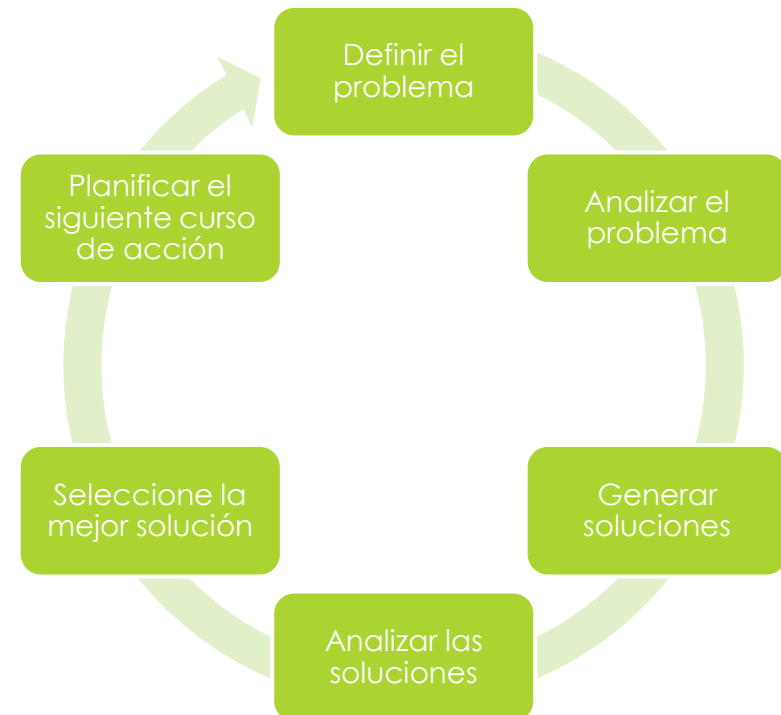 Definir el
problema
Analizar el
problema
Generar
soluciones
Analizar las
soluciones
Seleccione la
mejor solución
Planificar el
siguiente curso
de acción